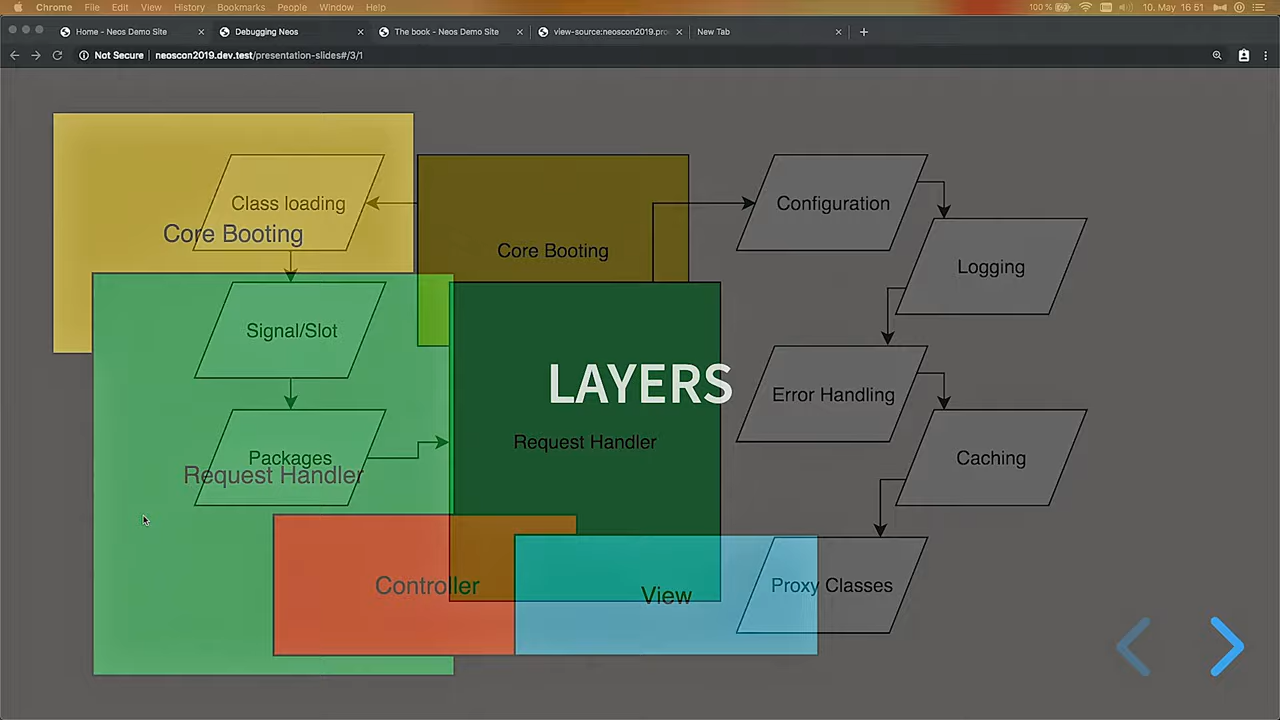 Chrome File Edit View History Bookmarks People Window Help 100 % 10. May 16 51
Home - Neos Demo Site
Debugging Neos
The book - Neos Demo Site
view-source:neoscon2019.pro
New Tab
Not Secure neoscon2019.dev.test/presentation-slides#/3/1
Class loading
Configuration
Core Booting
Core Booting
Logging
Signal/Slot
LAYERS
Error Handling
Request Handler
Packages
Caching
Request Handler
Controller
View
Proxy Classes